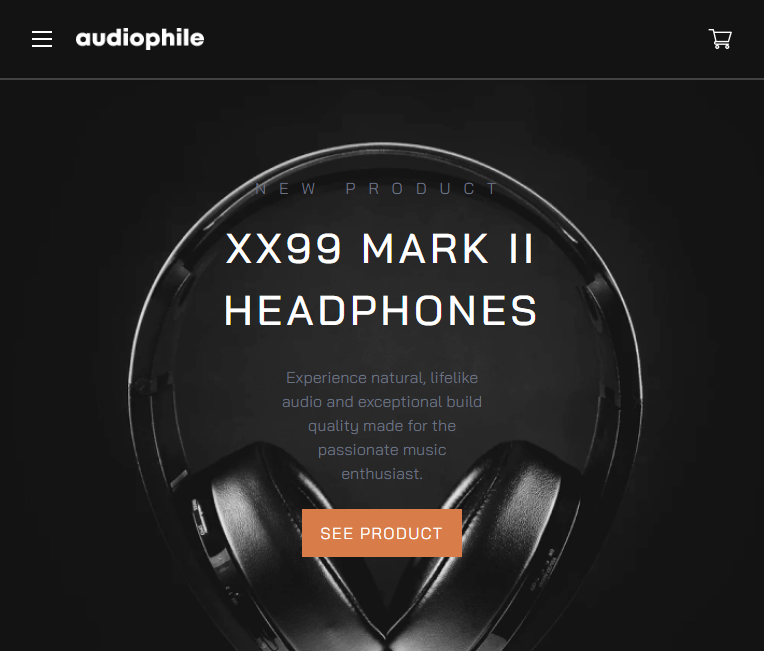 audiophile
NEW PRODUCT
XX99 MARK II
HEADPHONES
Experience natural, lifelike
audio and exceptional build
quality made for the
passionate music
enthusiast.
SEE PRODUCT